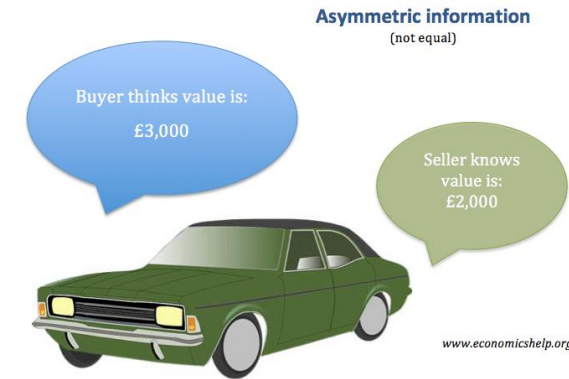 Asymmetric information
(not equal)
Buyer thinks value is:
£3,000
Seller knows
value is:
£2,000
www.economicshelp.org